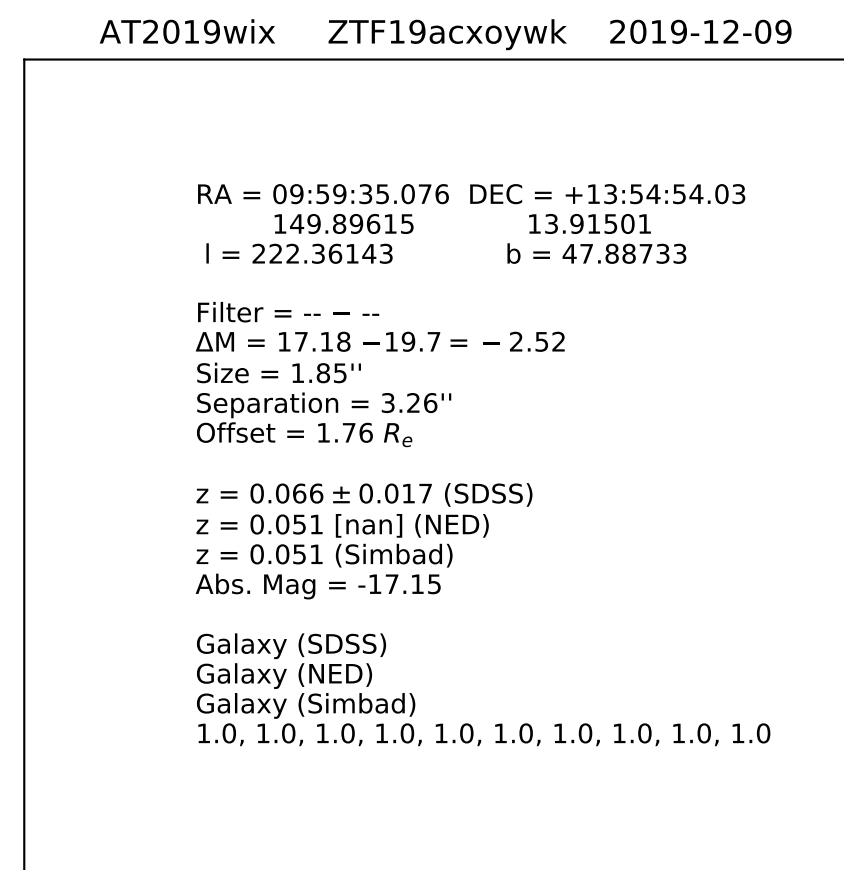 AT2019wix ZTF19acxoywk 2019-12-09
RA = 09:59:35.076 DEC = +13:54:54.03
149.89615 13.91501
l = 222.36143 b = 47.88733
Filter = -- − --
ΔM = 17.18 −19.7 = − 2.52
Size = 1.85''
Separation = 3.26''
Offset = 1.76 Rₑ
z = 0.066 ± 0.017 (SDSS)
z = 0.051 [nan] (NED)
z = 0.051 (Simbad)
Abs. Mag = -17.15
Galaxy (SDSS)
Galaxy (NED)
Galaxy (Simbad)
1.0, 1.0, 1.0, 1.0, 1.0, 1.0, 1.0, 1.0, 1.0, 1.0